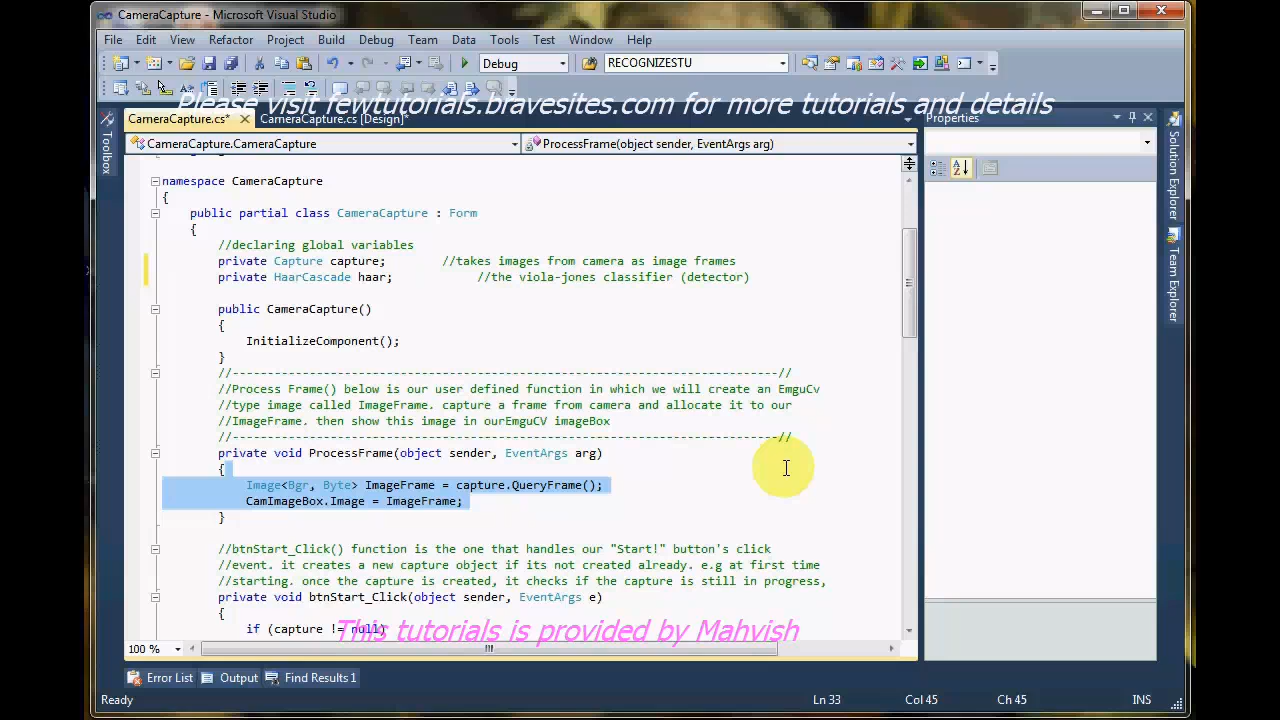 CameraCapture - Microsoft Visual Studio
File Edit View Refactor Project Build Debug Team Data Tools Test Window Help
Debug RECOGNIZESTU
Please visit fewtutorials.bravesites.com for more tutorials and details
CameraCapture.cs* CameraCapture.cs [Design]* Properties
CameraCapture.CameraCapture ProcessFrame(object sender, EventArgs arg)
Toolbox
Solution Explorer
Team Explorer
namespace CameraCapture
{
public partial class CameraCapture : Form
{
//declaring global variables
private Capture capture; //takes images from camera as image frames
private HaarCascade haar; //the viola-jones classifier (detector)
public CameraCapture()
{
InitializeComponent();
}
//------------------------------------------------------------------------------//
//Process Frame() below is our user defined function in which we will create an EmguCv
//type image called ImageFrame. capture a frame from camera and allocate it to our
//ImageFrame. then show this image in ourEmguCV imageBox
//------------------------------------------------------------------------------//
private void ProcessFrame(object sender, EventArgs arg)
{
Image<Bgr, Byte> ImageFrame = capture.QueryFrame();
CamImageBox.Image = ImageFrame;
}
//btnStart_Click() function is the one that handles our "Start!" button's click
//event. it creates a new capture object if its not created already. e.g at first time
//starting. once the capture is created, it checks if the capture is still in progress,
private void btnStart_Click(object sender, EventArgs e)
{
if (capture != null)
This tutorials is provided by Mahvish
100 %
Error List Output Find Results 1
Ready Ln 33 Col 45 Ch 45 INS